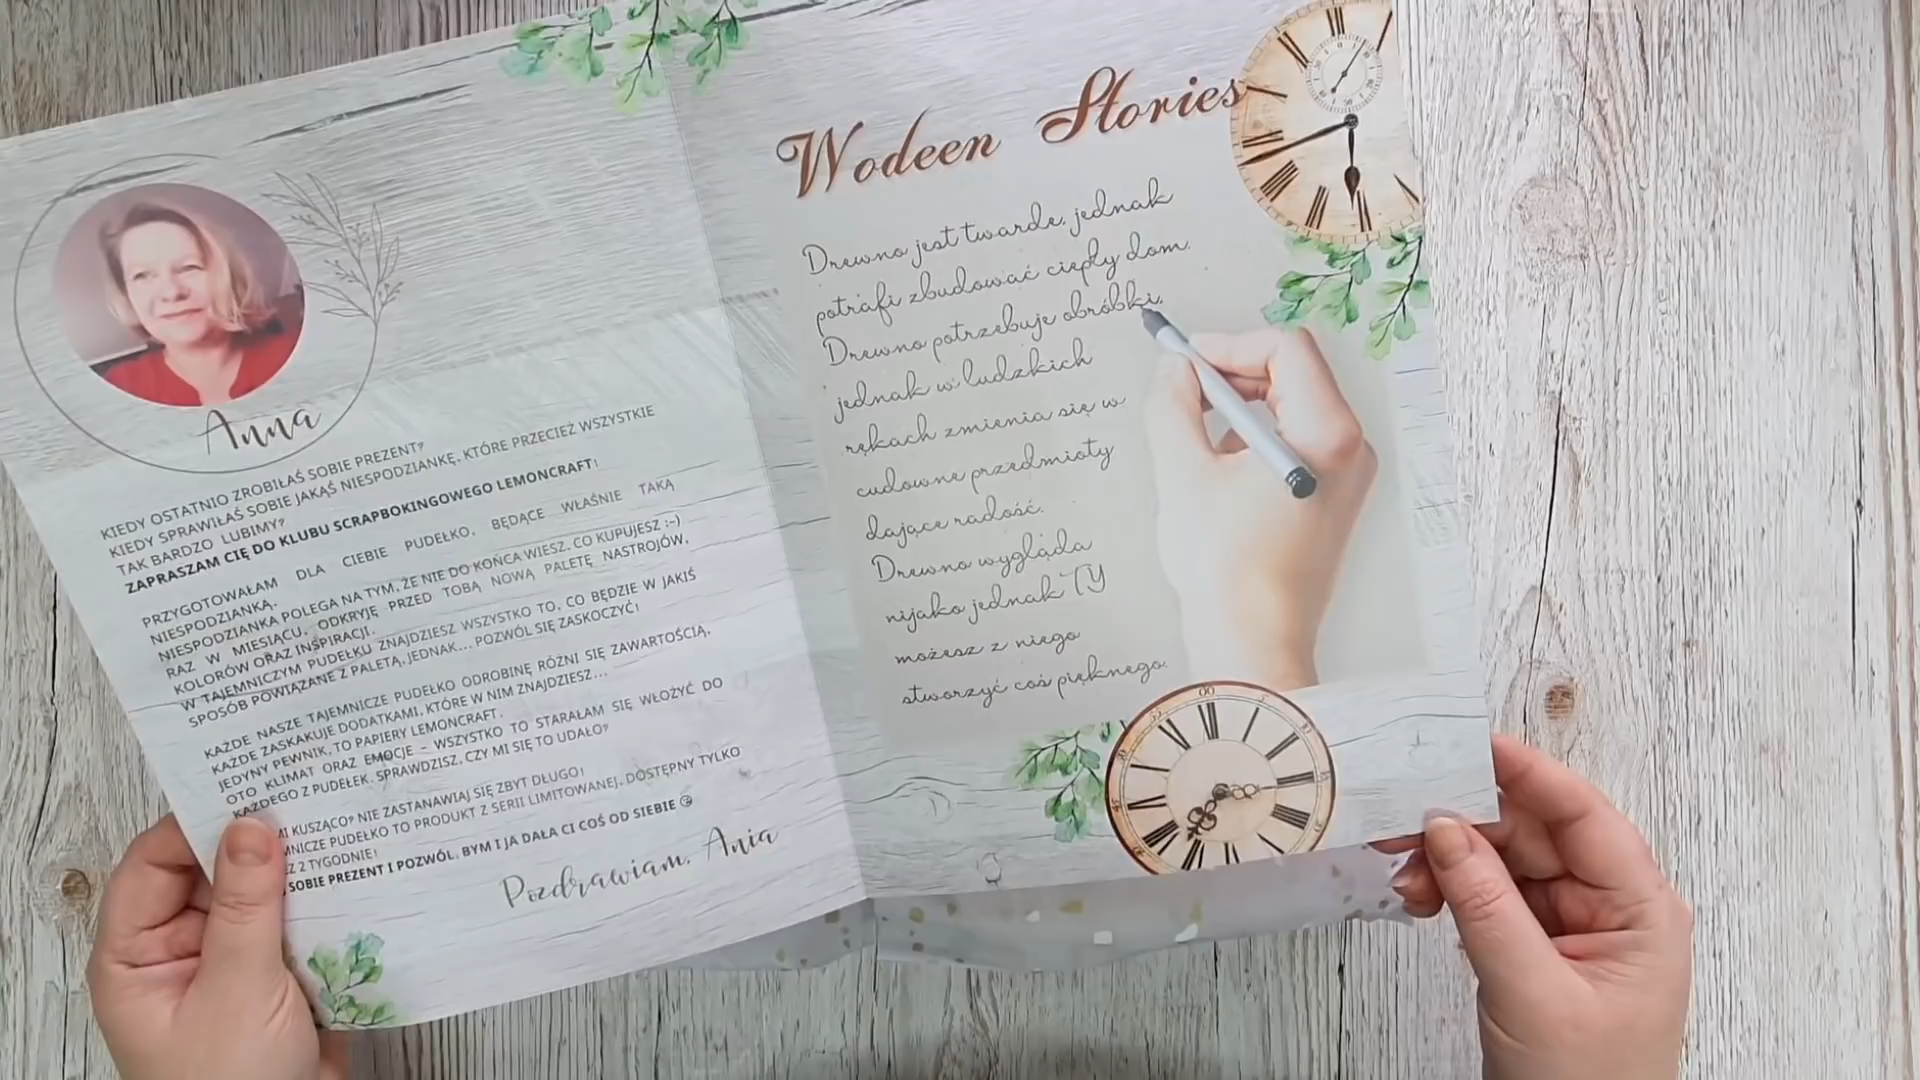 Anna
KIEDY OSTATNIO ZROBIŁAŚ SOBIE PREZENT?
KIEDY SPRAWIŁAŚ SOBIE JAKĄŚ NIESPODZIANKĘ, KTÓRE PRZECIEŻ WSZYSTKIE
TAK BARDZO LUBIMY?
ZAPRASZAM CIĘ DO KLUBU SCRAPBOKINGOWEGO LEMONCRAFT!
PRZYGOTOWAŁAM DLA CIEBIE PUDEŁKO, BĘDĄCE WŁAŚNIE TAKĄ
NIESPODZIANKĄ.
NIESPODZIANKA POLEGA NA TYM, ŻE NIE DO KOŃCA WIESZ, CO KUPUJESZ :-)
RAZ W MIESIĄCU, ODKRYJĘ PRZED TOBĄ NOWĄ PALETĘ NASTROJÓW,
KOLORÓW ORAZ INSPIRACJI.
W TAJEMNICZYM PUDEŁKU ZNAJDZIESZ WSZYSTKO TO, CO BĘDZIE W JAKIŚ
SPOSÓB POWIĄZANE Z PALETĄ, JEDNAK... POZWÓL SIĘ ZASKOCZYĆ!
KAŻDE NASZE TAJEMNICZE PUDEŁKO ODROBINĘ RÓŻNI SIĘ ZAWARTOŚCIĄ,
KAŻDE ZASKAKUJE DODATKAMI, KTÓRE W NIM ZNAJDZIESZ...
JEDYNY PEWNIK, TO PAPIERY LEMONCRAFT.
OTO KLIMAT ORAZ EMOCJE – WSZYSTKO TO STARAŁAM SIĘ WŁOŻYĆ DO
KAŻDEGO Z PUDEŁEK. SPRAWDZISZ, CZY MI SIĘ TO UDAŁO?
MI KUSZĄCO? NIE ZASTANAWIAJ SIĘ ZBYT DŁUGO!
MNICZE PUDEŁKO TO PRODUKT Z SERII LIMITOWANEJ, DOSTĘPNY TYLKO
EZ 2 TYGODNIE!
SOBIE PREZENT I POZWÓL, BYM I JA DAŁA CI COŚ OD SIEBIE 😘
Pozdrawiam, Ania
Wodeen Stories
Drewno jest twarde, jednak
potrafi zbudować ciepły dom.
Drewno potrzebuje obróbki,
jednak w ludzkich
rękach zmienia się w
cudowne przedmioty
dające radość.
Drewno wygląda
nijako jednak TY
możesz z niego
stworzyć coś pięknego.